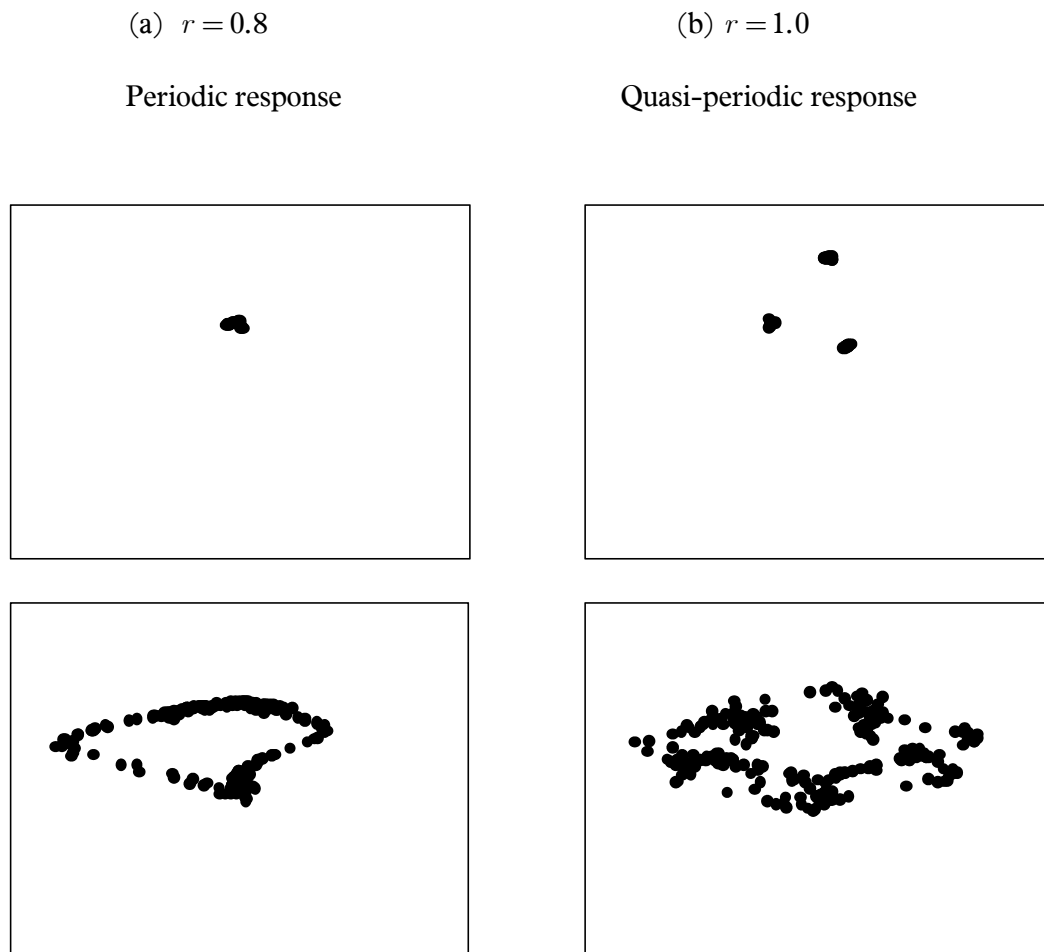 (a) r = 0.8
(b) r = 1.0
Periodic response
Quasi-periodic response